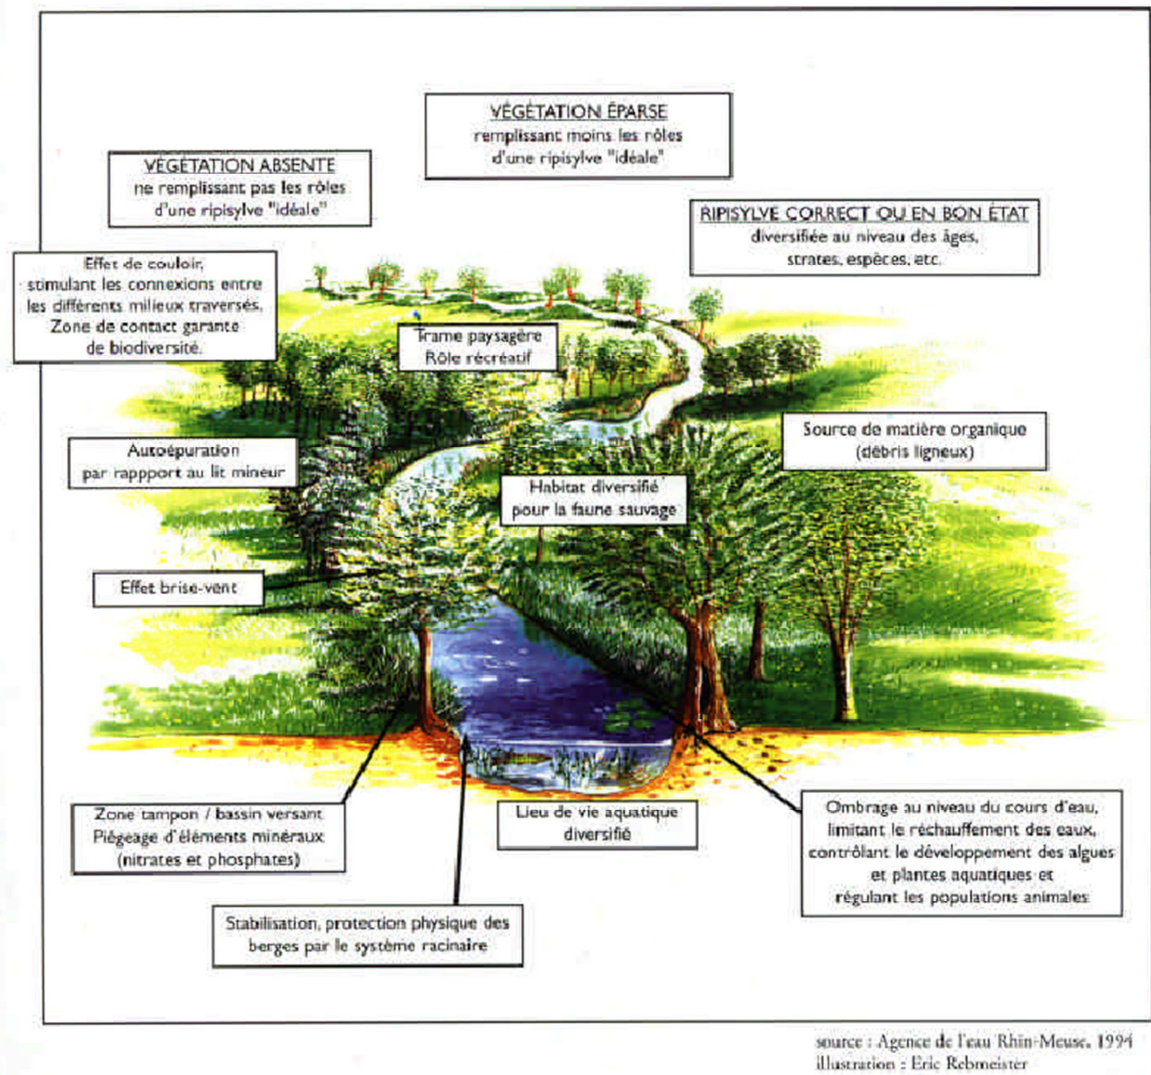 VÉGÉTATION ÉPARSE
remplissant moins les rôles
d'une ripisylve "idéale"
VÉGÉTATION ABSENTE
ne remplissant pas les rôles
d'une ripisylve "idéale"
RIPISYLVE CORRECT OU EN BON ÉTAT
diversifiée au niveau des âges,
strates, espèces, etc.
Effet de couloir,
stimulant les connexions entre
les différents milieux traversés.
Zone de contact garante
de biodiversité.
Trame paysagère
Rôle récréatif
Source de matière organique
(débris ligneux)
Autoépuration
par rappport au lit mineur
Habitat diversifié
pour la faune sauvage
Effet brise-vent
Zone tampon / bassin versant
Piégeage d'éléments minéraux
(nitrates et phosphates)
Lieu de vie aquatique
diversifié
Ombrage au niveau du cours d'eau,
limitant le réchauffement des eaux,
contrôlant le développement des algues
et plantes aquatiques et
régulant les populations animales
Stabilisation, protection physique des
berges par le système racinaire
source : Agence de l'eau Rhin-Meuse, 1994
illustration : Eric Rebmeister